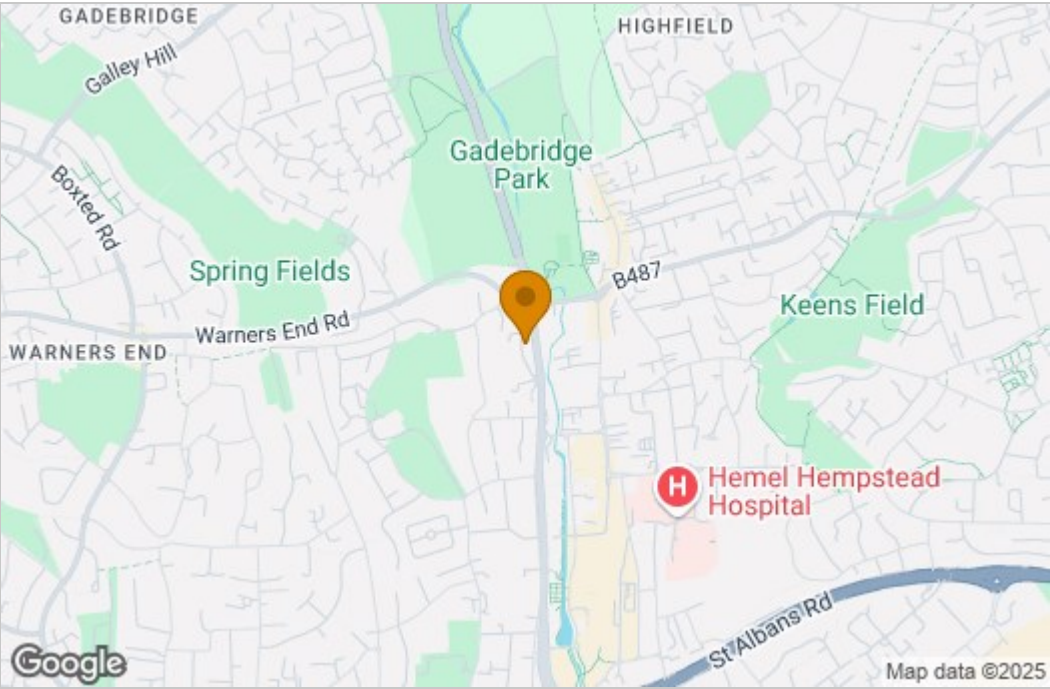 GADEBRIDGE
HIGHFIELD
Galley Hill
Gadebridge
Park
Boxted Rd
Spring Fields
B487
Keens Field
Warners End Rd
WARNERS END
H
Hemel Hempstead
Hospital
St Albans Rd
Google
Map data ©2025